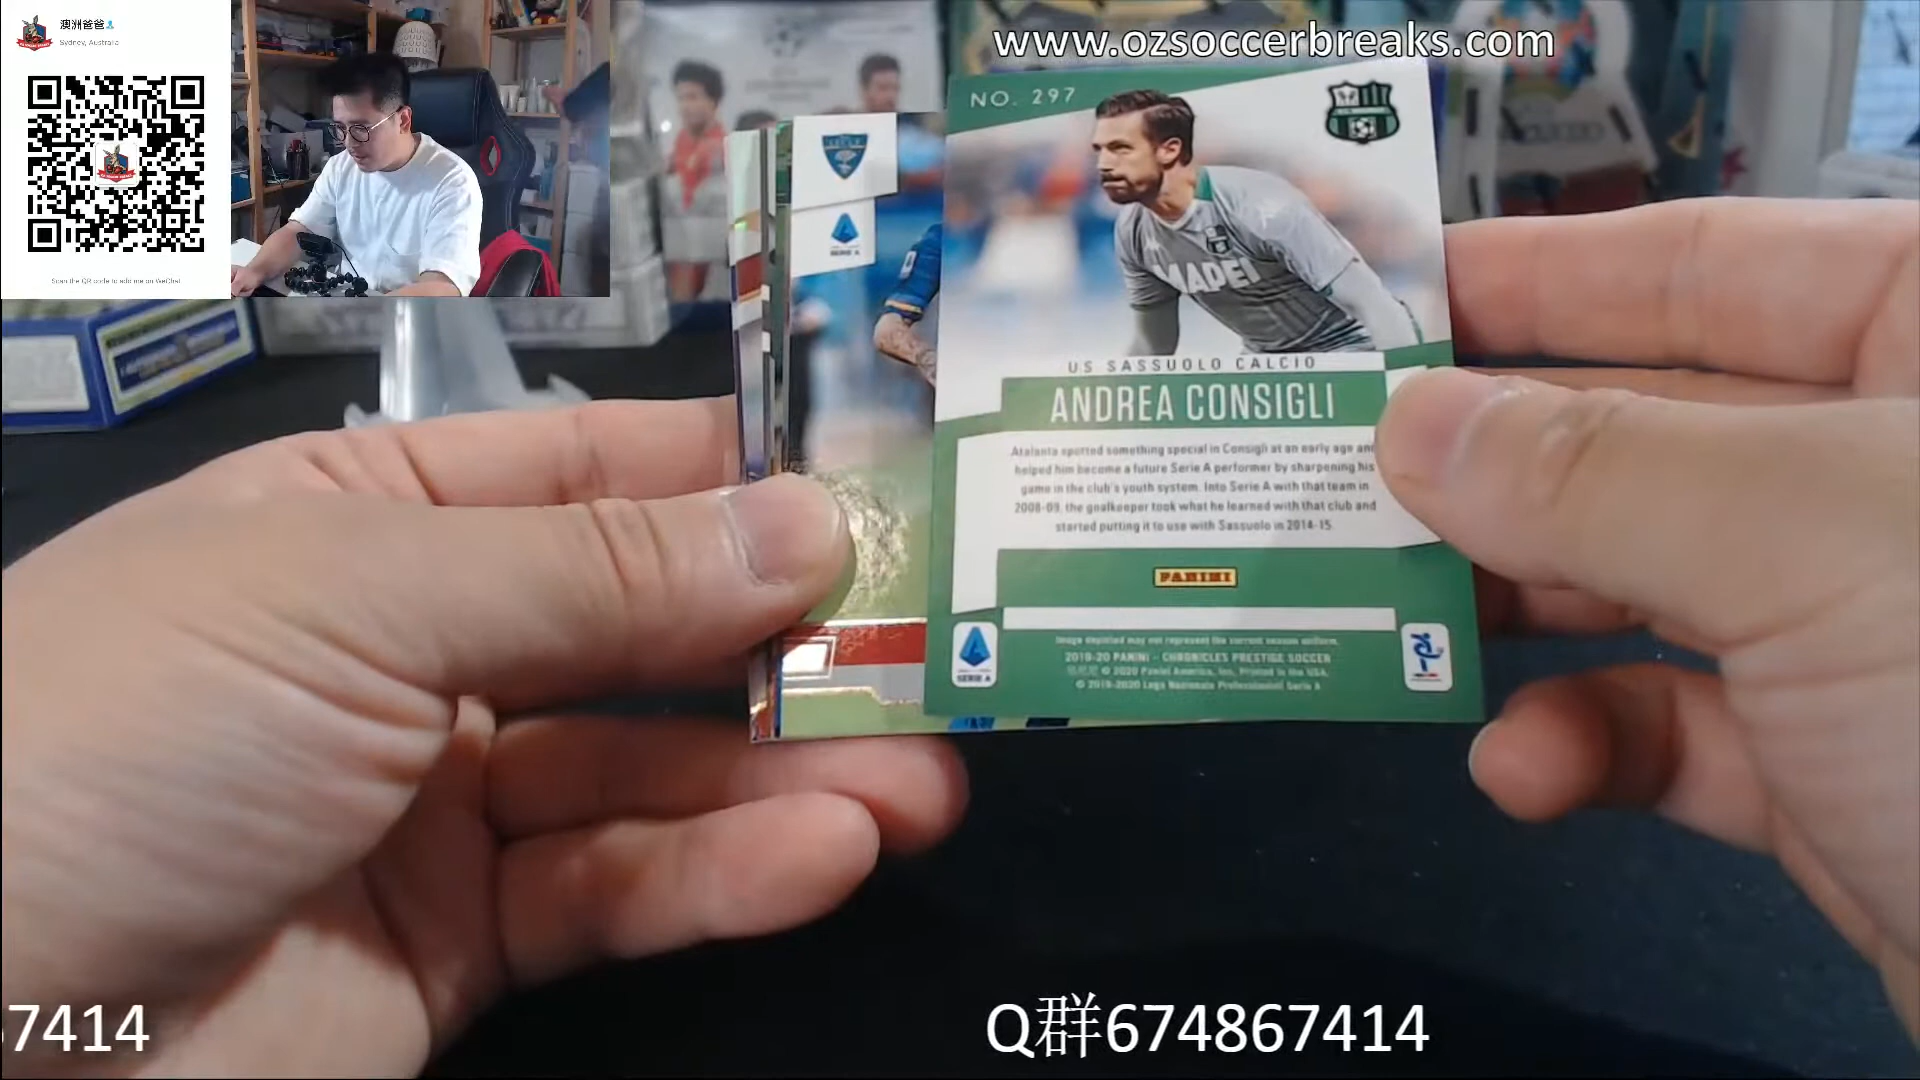 澳洲爸爸
Sydney, Australia
Scan the QR code to add me on WeChat
www.ozsoccerbreaks.com
NO. 297
SERIE A
MAPEI
US SASSUOLO CALCIO
ANDREA CONSIGLI
Atalanta spotted something special in Consigli at an early age and
helped him become a future Serie A performer by sharpening his
game in the club's youth system. Into Serie A with that team in
2008-09, the goalkeeper took what he learned with that club and
started putting it to use with Sassuolo in 2014-15.
PANINI
Image depicted may not represent the current season uniform.
2019-20 PANINI - CHRONICLES PRESTIGE SOCCER
© 2020 Panini America, Inc. Printed in the USA.
© 2019-2020 Lega Nazionale Professionisti Serie A
SERIE A
7414
Q群674867414